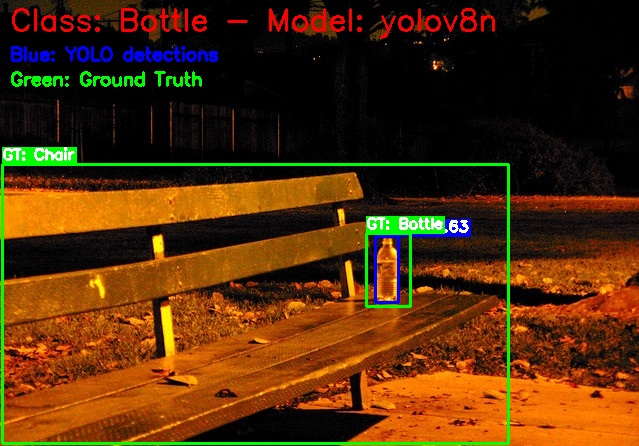 Class: Bottle - Model: yolov8n
Blue: YOLO detections
Green: Ground Truth
GT: Chair
GT: Bottle .63